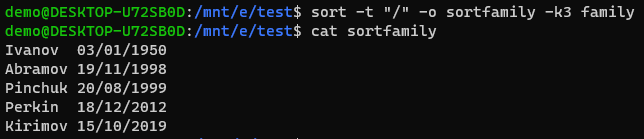 demo@DESKTOP-U72SB0D:/mnt/e/test$ sort -t "/" -o sortfamily -k3 family
demo@DESKTOP-U72SB0D:/mnt/e/test$ cat sortfamily
Ivanov  03/01/1950
Abramov 19/11/1998
Pinchuk 20/08/1999
Perkin  18/12/2012
Kirimov 15/10/2019